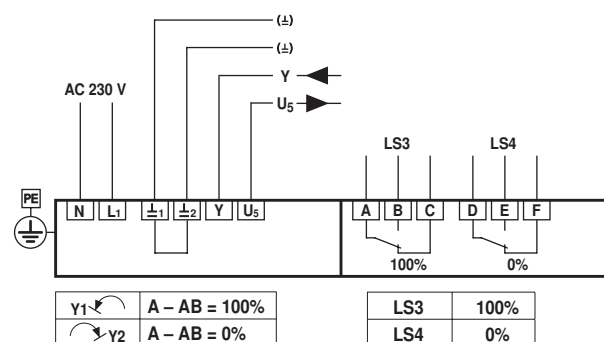 (⊥)
(⊥)
Y
U5
AC 230 V
LS3 LS4
PE
N L1 ⊥1 ⊥2 Y U5 A B C D E F
100% 0%
Y1 A – AB = 100%
Y2 A – AB = 0%
LS3 100%
LS4 0%